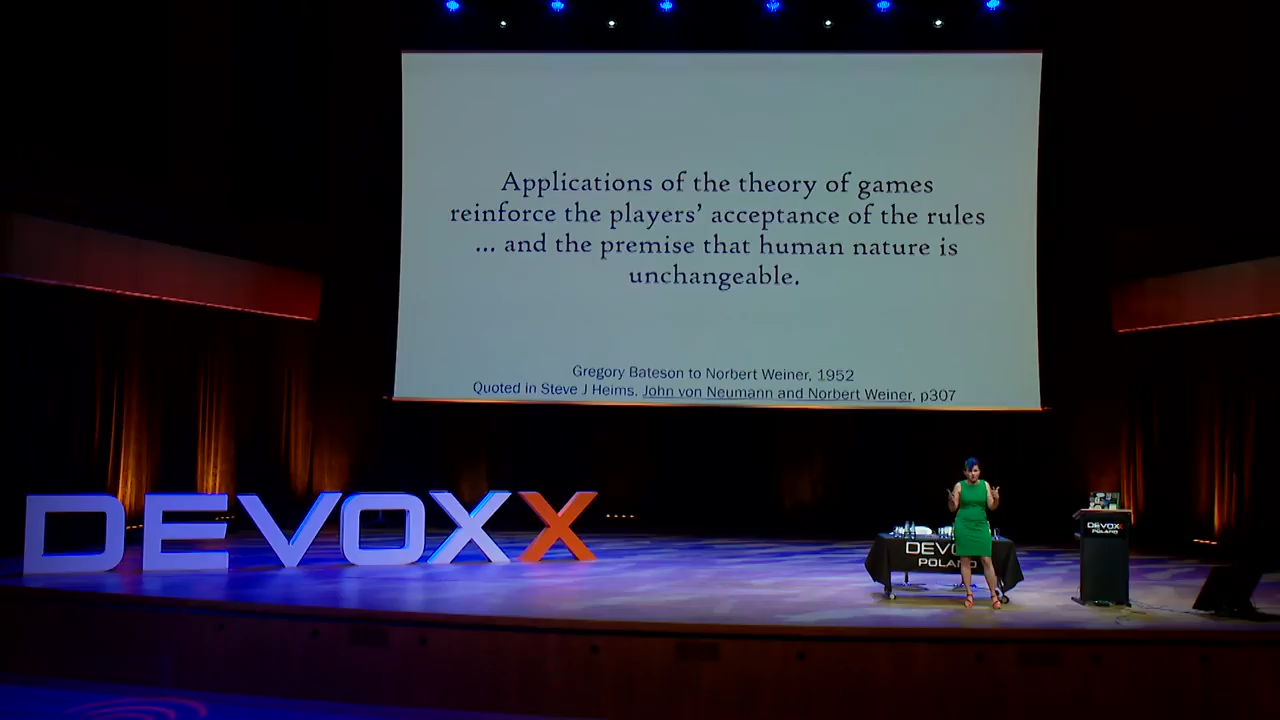 Applications of the theory of games
reinforce the players’ acceptance of the rules
... and the premise that human nature is
unchangeable.
Gregory Bateson to Norbert Weiner, 1952
Quoted in Steve J Heims, John von Neumann and Norbert Weiner, p307
DEVOXX
DEVO
POLAND
DEVOXX
POLAND